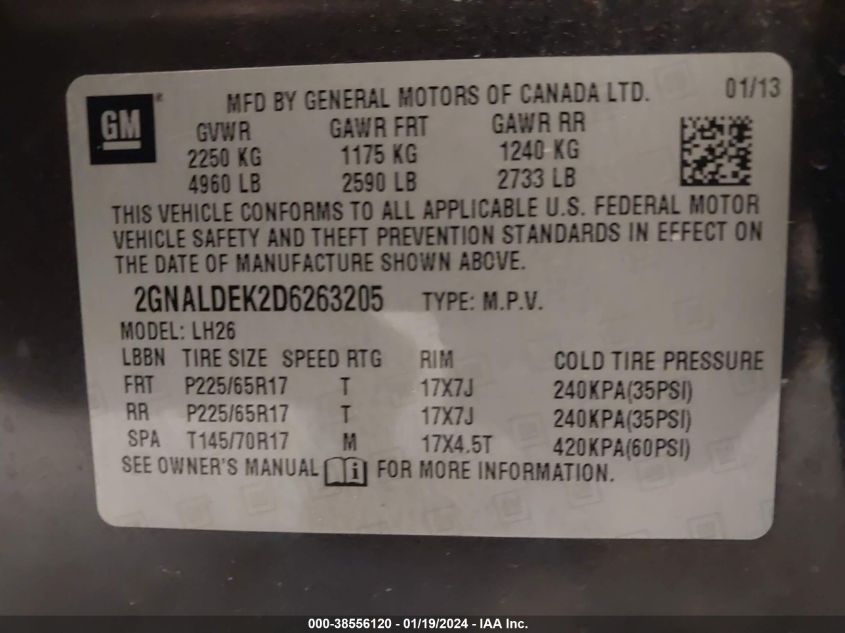 GM ® MFD BY GENERAL MOTORS OF CANADA LTD. 01/13
GVWR GAWR FRT GAWR RR
2250 KG 1175 KG 1240 KG
4960 LB 2590 LB 2733 LB
THIS VEHICLE CONFORMS TO ALL APPLICABLE U.S. FEDERAL MOTOR
VEHICLE SAFETY AND THEFT PREVENTION STANDARDS IN EFFECT ON
THE DATE OF MANUFACTURE SHOWN ABOVE.
2GNALDEK2D6263205 TYPE: M.P.V.
MODEL: LH26
LBBN TIRE SIZE SPEED RTG RIM COLD TIRE PRESSURE
FRT P225/65R17 T 17X7J 240KPA(35PSI)
RR P225/65R17 T 17X7J 240KPA(35PSI)
SPA T145/70R17 M 17X4.5T 420KPA(60PSI)
SEE OWNER'S MANUAL i FOR MORE INFORMATION.
000-38556120 - 01/19/2024 - IAA Inc.